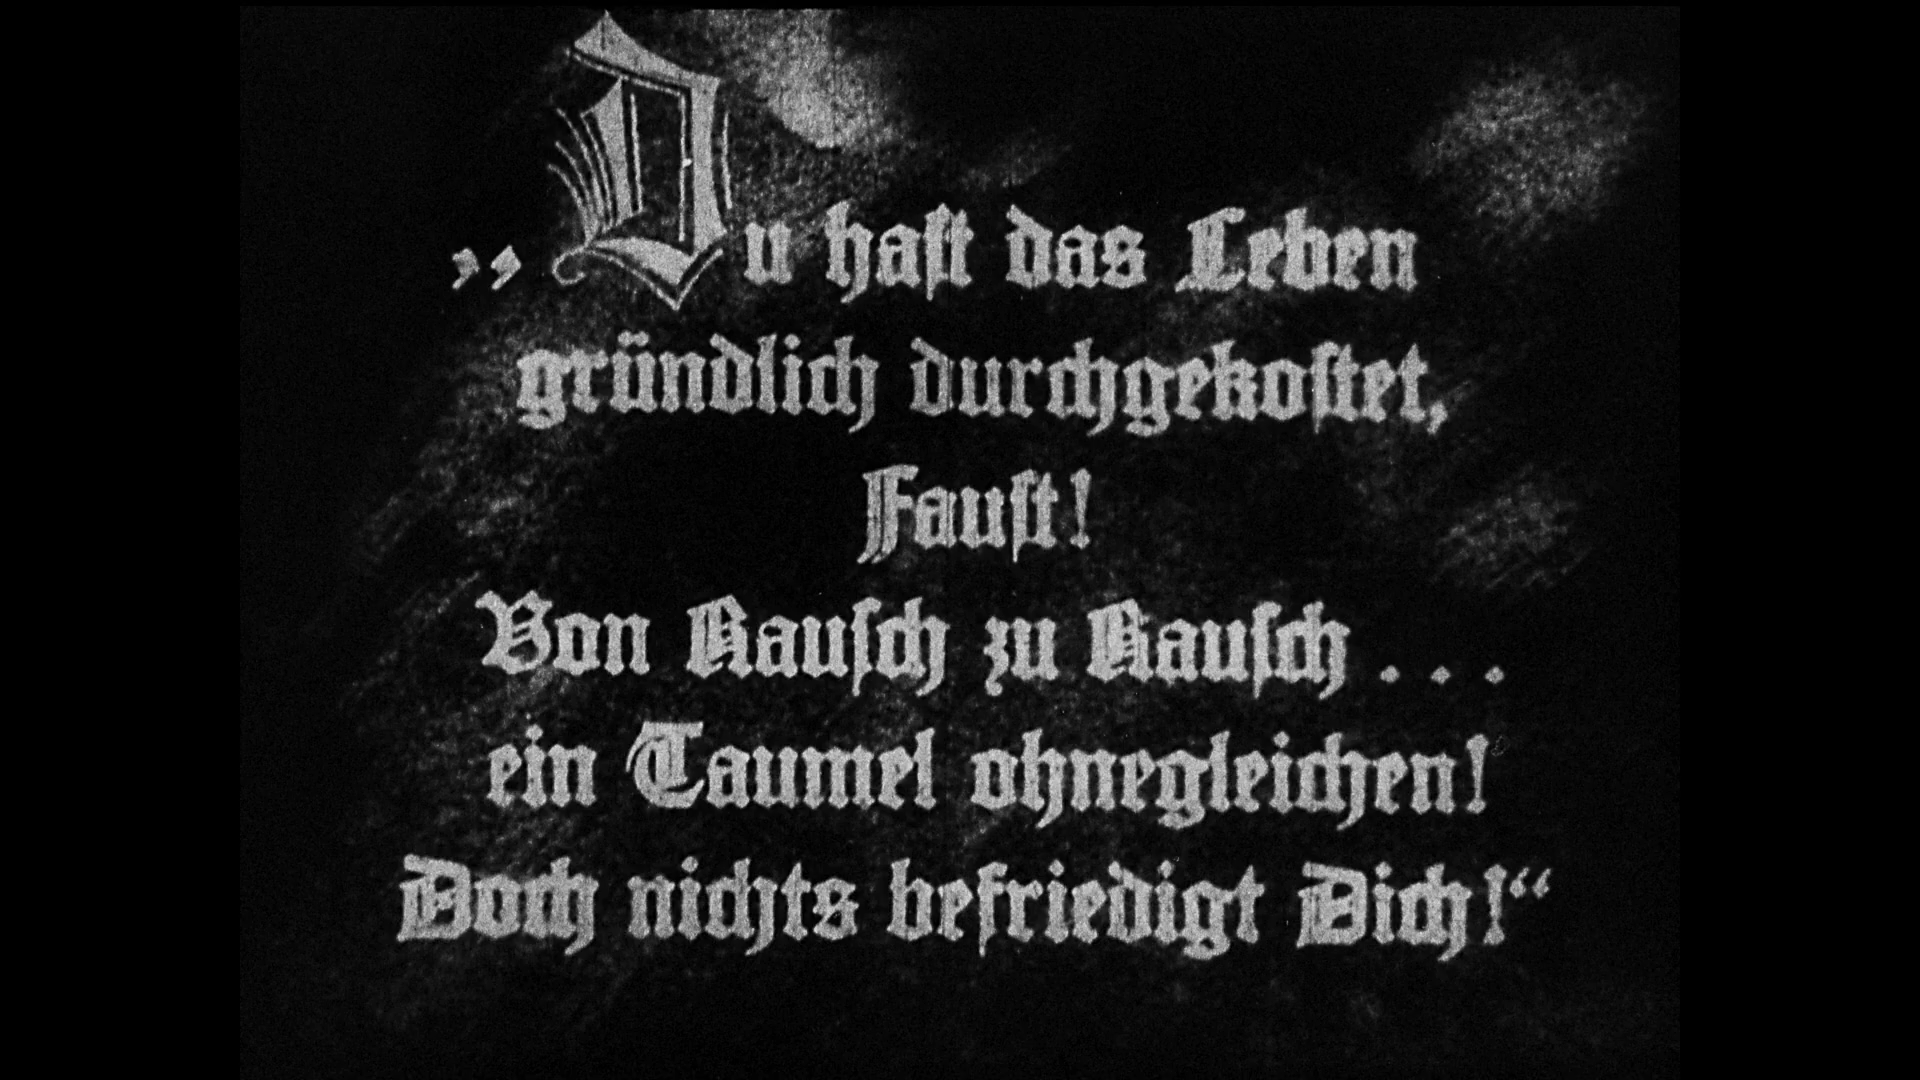 „Du hast das Leben
gründlich durchgekostet,
Faust!
Von Rausch zu Rausch . . .
ein Taumel ohnegleichen!
Doch nichts befriedigt Dich!“